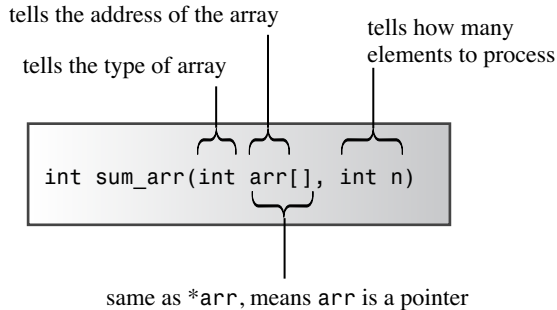 tells the address of the array
tells how many
elements to process
tells the type of array
int sum_arr(int arr[], int n)
same as *arr, means arr is a pointer